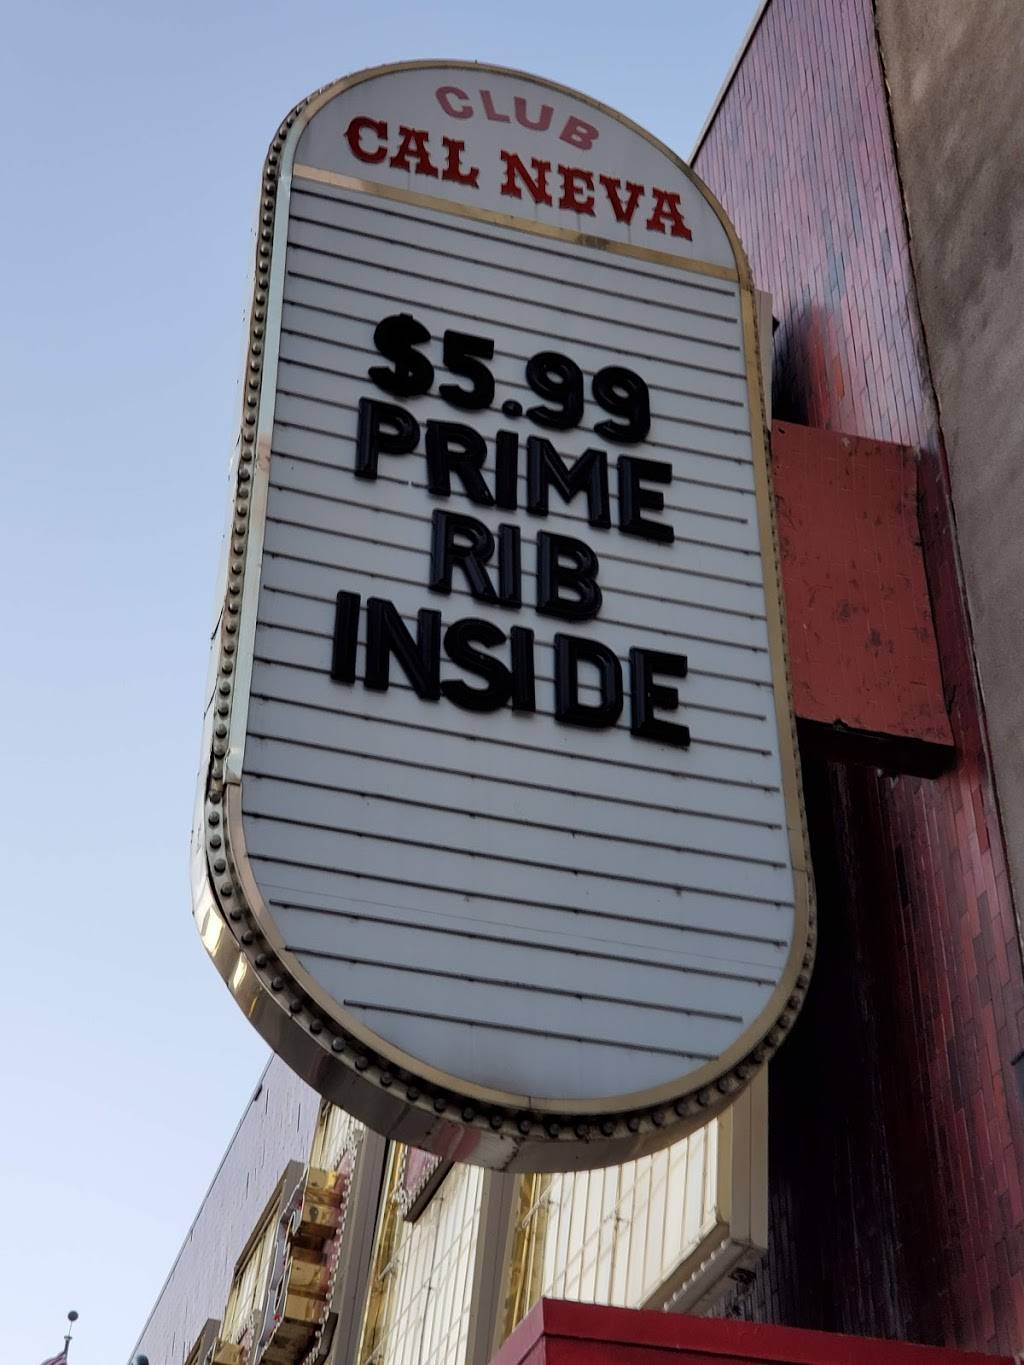 CLUB
CAL NEVA
$5.99
PRIME
RIB
INSIDE